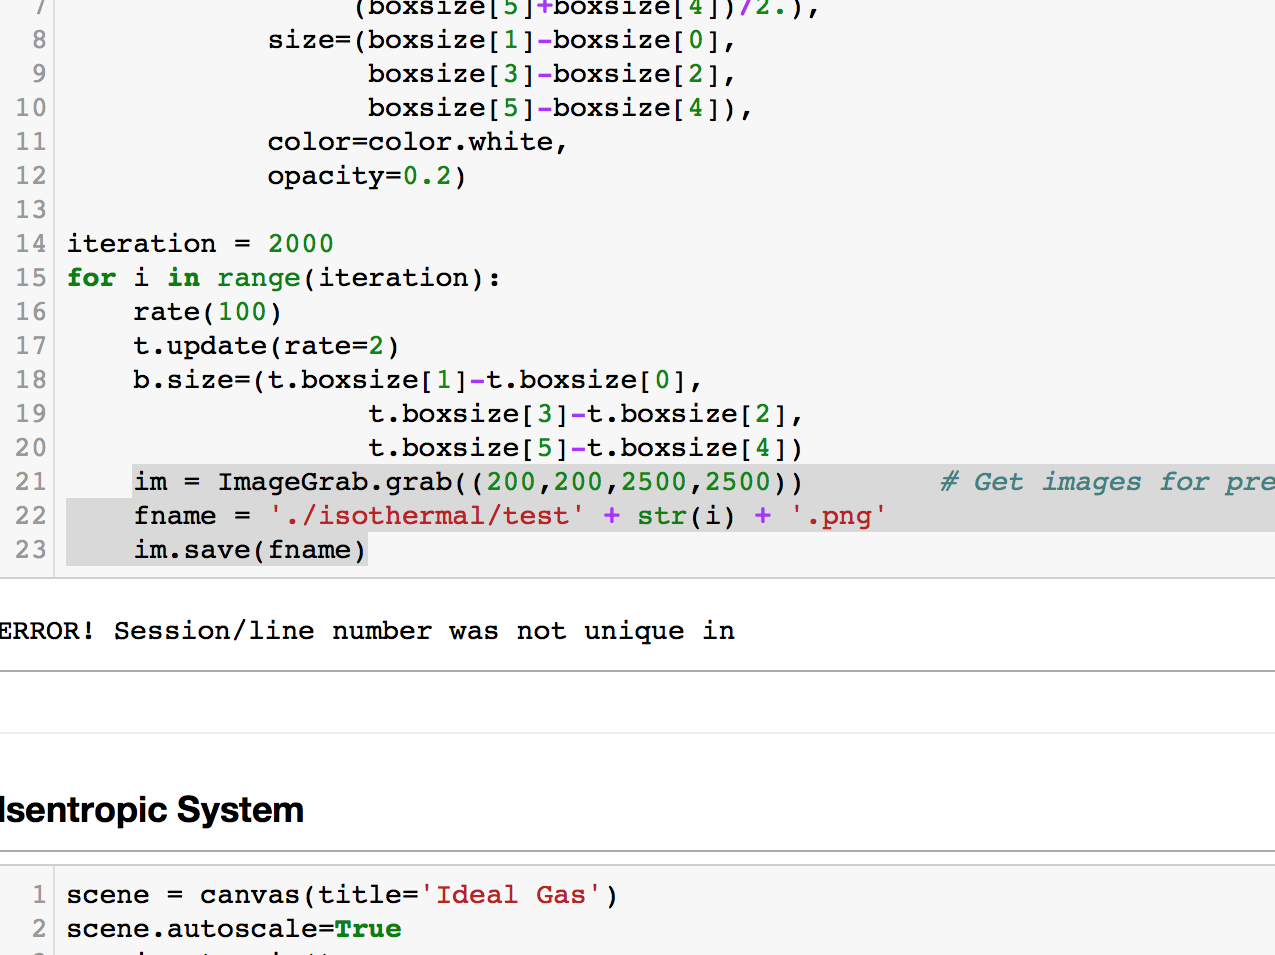 7 (boxsize[5]+boxsize[4])/2.),
8 size=(boxsize[1]-boxsize[0],
9 boxsize[3]-boxsize[2],
10 boxsize[5]-boxsize[4]),
11 color=color.white,
12 opacity=0.2)
13
14 iteration = 2000
15 for i in range(iteration):
16 rate(100)
17 t.update(rate=2)
18 b.size=(t.boxsize[1]-t.boxsize[0],
19 t.boxsize[3]-t.boxsize[2],
20 t.boxsize[5]-t.boxsize[4])
21 im = ImageGrab.grab((200,200,2500,2500)) # Get images for pre
22 fname = './isothermal/test' + str(i) + '.png'
23 im.save(fname)
ERROR! Session/line number was not unique in
Isentropic System
1 scene = canvas(title='Ideal Gas')
2 scene.autoscale=True